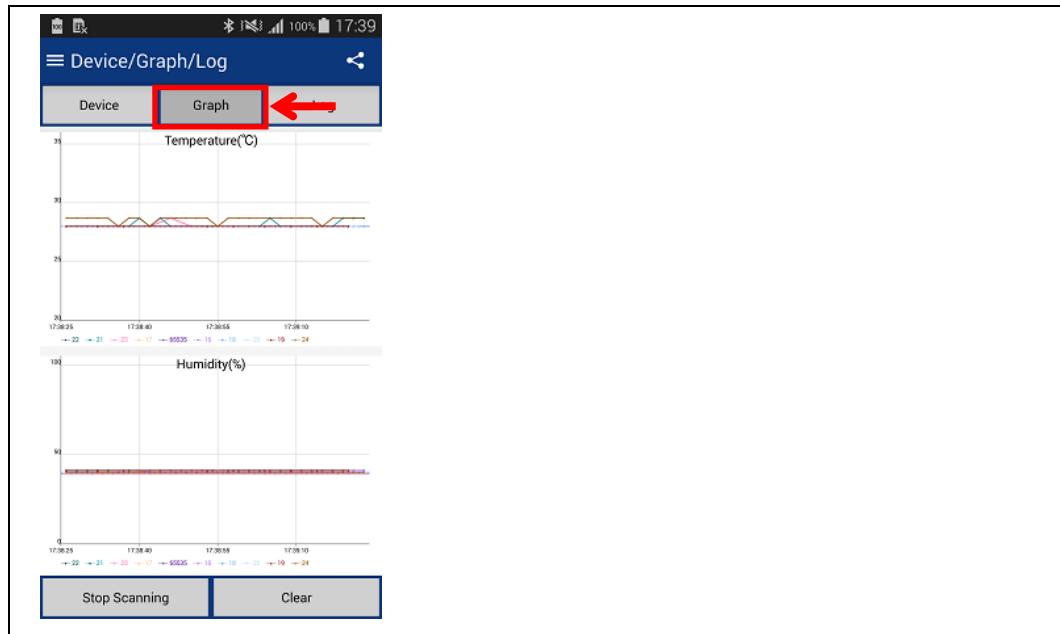 100% 17:39
Device/Graph/Log
Device Graph
Temperature(℃)
35
30
25
20
17:38:25 17:38:40 17:38:55 17:39:10
22 21 23 17 65535 15 18 19 24
Humidity(%)
100
50
0
17:38:25 17:38:40 17:38:55 17:39:10
22 21 23 17 65535 15 18 19 24
Stop Scanning Clear